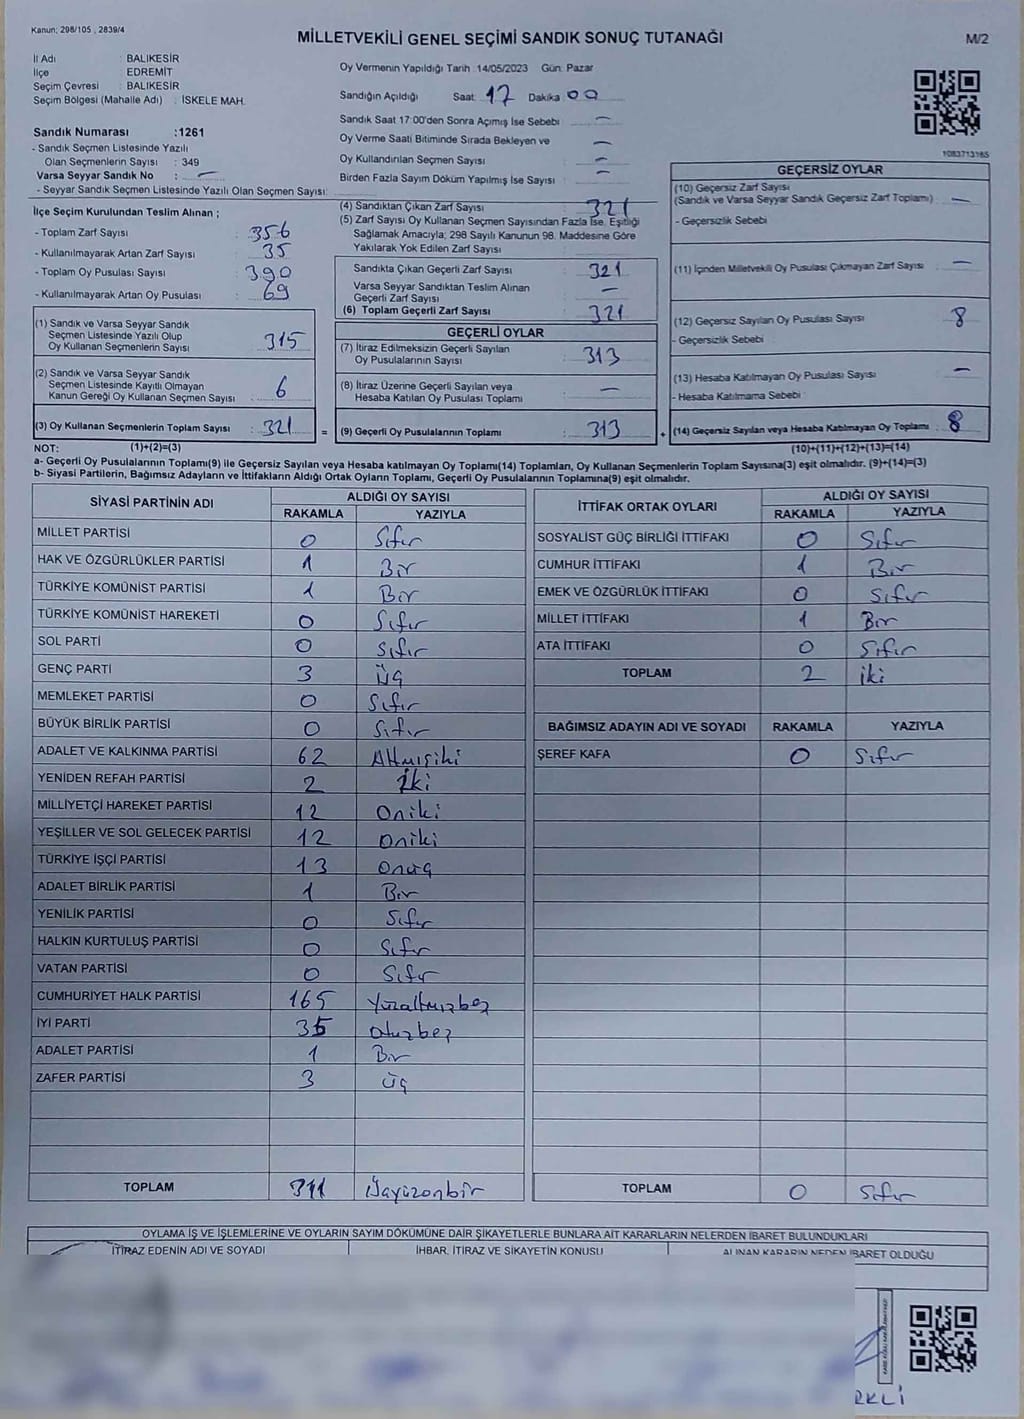 Kanun; 298/105 , 2839/4
MİLLETVEKİLİ GENEL SEÇİMİ SANDIK SONUÇ TUTANAĞI
M/2
İl Adı : BALIKESİR
İlçe : EDREMİT
Seçim Çevresi : BALIKESİR
Seçim Bölgesi (Mahalle Adı) : İSKELE MAH.
Oy Vermenin Yapıldığı Tarih :14/05/2023 Gün: Pazar
Sandığın Açıldığı Saat: 17 Dakika 00
Sandık Saat 17:00'den Sonra Açımış İse Sebebi : —
Oy Verme Saati Bitiminde Sırada Bekleyen ve
Oy Kullandırılan Seçmen Sayısı : —
Birden Fazla Sayım Döküm Yapılmış İse Sayısı : —
1083713165
Sandık Numarası :1261
- Sandık Seçmen Listesinde Yazılı
Olan Seçmenlerin Sayısı : 349
Varsa Seyyar Sandık No : —
- Seyyar Sandık Seçmen Listesinde Yazılı Olan Seçmen Sayısı:
İlçe Seçim Kurulundan Teslim Alınan ;
- Toplam Zarf Sayısı : 356
- Kullanılmayarak Artan Zarf Sayısı : 35
- Toplam Oy Pusulası Sayısı : 390
- Kullanılmayarak Artan Oy Pusulası : 69
(1) Sandık ve Varsa Seyyar Sandık
Seçmen Listesinde Yazılı Olup
Oy Kullanan Seçmenlerin Sayısı : 315
(2) Sandık ve Varsa Seyyar Sandık
Seçmen Listesinde Kayıtlı Olmayan
Kanun Gereği Oy Kullanan Seçmen Sayısı : 6
(3) Oy Kullanan Seçmenlerin Toplam Sayısı : 321
(4) Sandıktan Çıkan Zarf Sayısı : 321
(5) Zarf Sayısı Oy Kullanan Seçmen Sayısından Fazla İse, Eşitliği
Sağlamak Amacıyla; 298 Sayılı Kanunun 98. Maddesine Göre
Yakılarak Yok Edilen Zarf Sayısı :
Sandıkta Çıkan Geçerli Zarf Sayısı : 321
Varsa Seyyar Sandıktan Teslim Alınan
Geçerli Zarf Sayısı : —
(6) Toplam Geçerli Zarf Sayısı : 321
GEÇERLİ OYLAR
(7) İtiraz Edilmeksizin Geçerli Sayılan
Oy Pusulalarının Sayısı : 313
(8) İtiraz Üzerine Geçerli Sayılan veya
Hesaba Katılan Oy Pusulası Toplamı : —
= (9) Geçerli Oy Pusulalarının Toplamı : 313
GEÇERSİZ OYLAR
(10) Geçersiz Zarf Sayısı
(Sandık ve Varsa Seyyar Sandık Geçersiz Zarf Toplamı) : —
- Geçersizlik Sebebi :
(11) İçinden Milletvekili Oy Pusulası Çıkmayan Zarf Sayısı : —
(12) Geçersiz Sayılan Oy Pusulası Sayısı : 8
- Geçersizlik Sebebi :
(13) Hesaba Katılmayan Oy Pusulası Sayısı : —
- Hesaba Katılmama Sebebi :
+ (14) Geçersiz Sayılan veya Hesaba Katılmayan Oy Toplamı : 8
NOT: (1)+(2)=(3) (10)+(11)+(12)+(13)=(14)
a- Geçerli Oy Pusulalarının Toplamı(9) ile Geçersiz Sayılan veya Hesaba katılmayan Oy Toplamı(14) Toplamları, Oy Kullanan Seçmenlerin Toplam Sayısına(3) eşit olmalıdır. (9)+(14)=(3)
b- Siyasi Partilerin, Bağımsız Adayların ve İttifakların Aldığı Ortak Oyların Toplamı, Geçerli Oy Pusulalarının Toplamına(9) eşit olmalıdır.
SİYASİ PARTİNİN ADI ALDIĞI OY SAYISI
RAKAMLA YAZIYLA
MİLLET PARTİSİ 0 Sıfır
HAK VE ÖZGÜRLÜKLER PARTİSİ 1 Bir
TÜRKİYE KOMÜNİST PARTİSİ 1 Bir
TÜRKİYE KOMÜNİST HAREKETİ 0 Sıfır
SOL PARTİ 0 Sıfır
GENÇ PARTİ 3 Üç
MEMLEKET PARTİSİ 0 Sıfır
BÜYÜK BİRLİK PARTİSİ 0 Sıfır
ADALET VE KALKINMA PARTİSİ 62 Altmışiki
YENİDEN REFAH PARTİSİ 2 İki
MİLLİYETÇİ HAREKET PARTİSİ 12 Oniki
YEŞİLLER VE SOL GELECEK PARTİSİ 12 Oniki
TÜRKİYE İŞÇİ PARTİSİ 13 Onüç
ADALET BİRLİK PARTİSİ 1 Bir
YENİLİK PARTİSİ 0 Sıfır
HALKIN KURTULUŞ PARTİSİ 0 Sıfır
VATAN PARTİSİ 0 Sıfır
CUMHURİYET HALK PARTİSİ 165 Yüzaltmışbeş
İYİ PARTİ 35 Otuzbeş
ADALET PARTİSİ 1 Bir
ZAFER PARTİSİ 3 Üç
TOPLAM 311 Üçyüzonbir
İTTİFAK ORTAK OYLARI ALDIĞI OY SAYISI
RAKAMLA YAZIYLA
SOSYALİST GÜÇ BİRLİĞİ İTTİFAKI 0 Sıfır
CUMHUR İTTİFAKI 1 Bir
EMEK VE ÖZGÜRLÜK İTTİFAKI 0 Sıfır
MİLLET İTTİFAKI 1 Bir
ATA İTTİFAKI 0 Sıfır
TOPLAM 2 İki
BAĞIMSIZ ADAYIN ADI VE SOYADI RAKAMLA YAZIYLA
ŞEREF KAFA 0 Sıfır
TOPLAM 0 Sıfır
OYLAMA İŞ VE İŞLEMLERİNE VE OYLARIN SAYIM DÖKÜMÜNE DAİR ŞİKAYETLERLE BUNLARA AİT KARARLARIN NELERDEN İBARET BULUNDUKLARI
İTİRAZ EDENİN ADI VE SOYADI İHBAR, İTİRAZ VE ŞİKAYETİN KONUSU ALINAN KARARIN NEDEN İBARET OLDUĞU